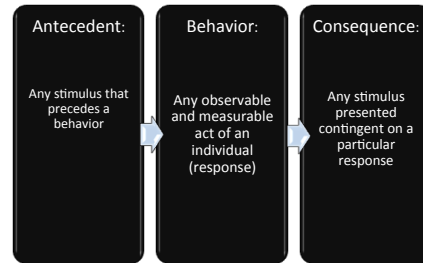 Antecedent:
Any stimulus that
precedes a
behavior
Behavior:
Any observable
and measurable
act of an
individual
(response)
Consequence:
Any stimulus
presented
contingent on a
particular
response